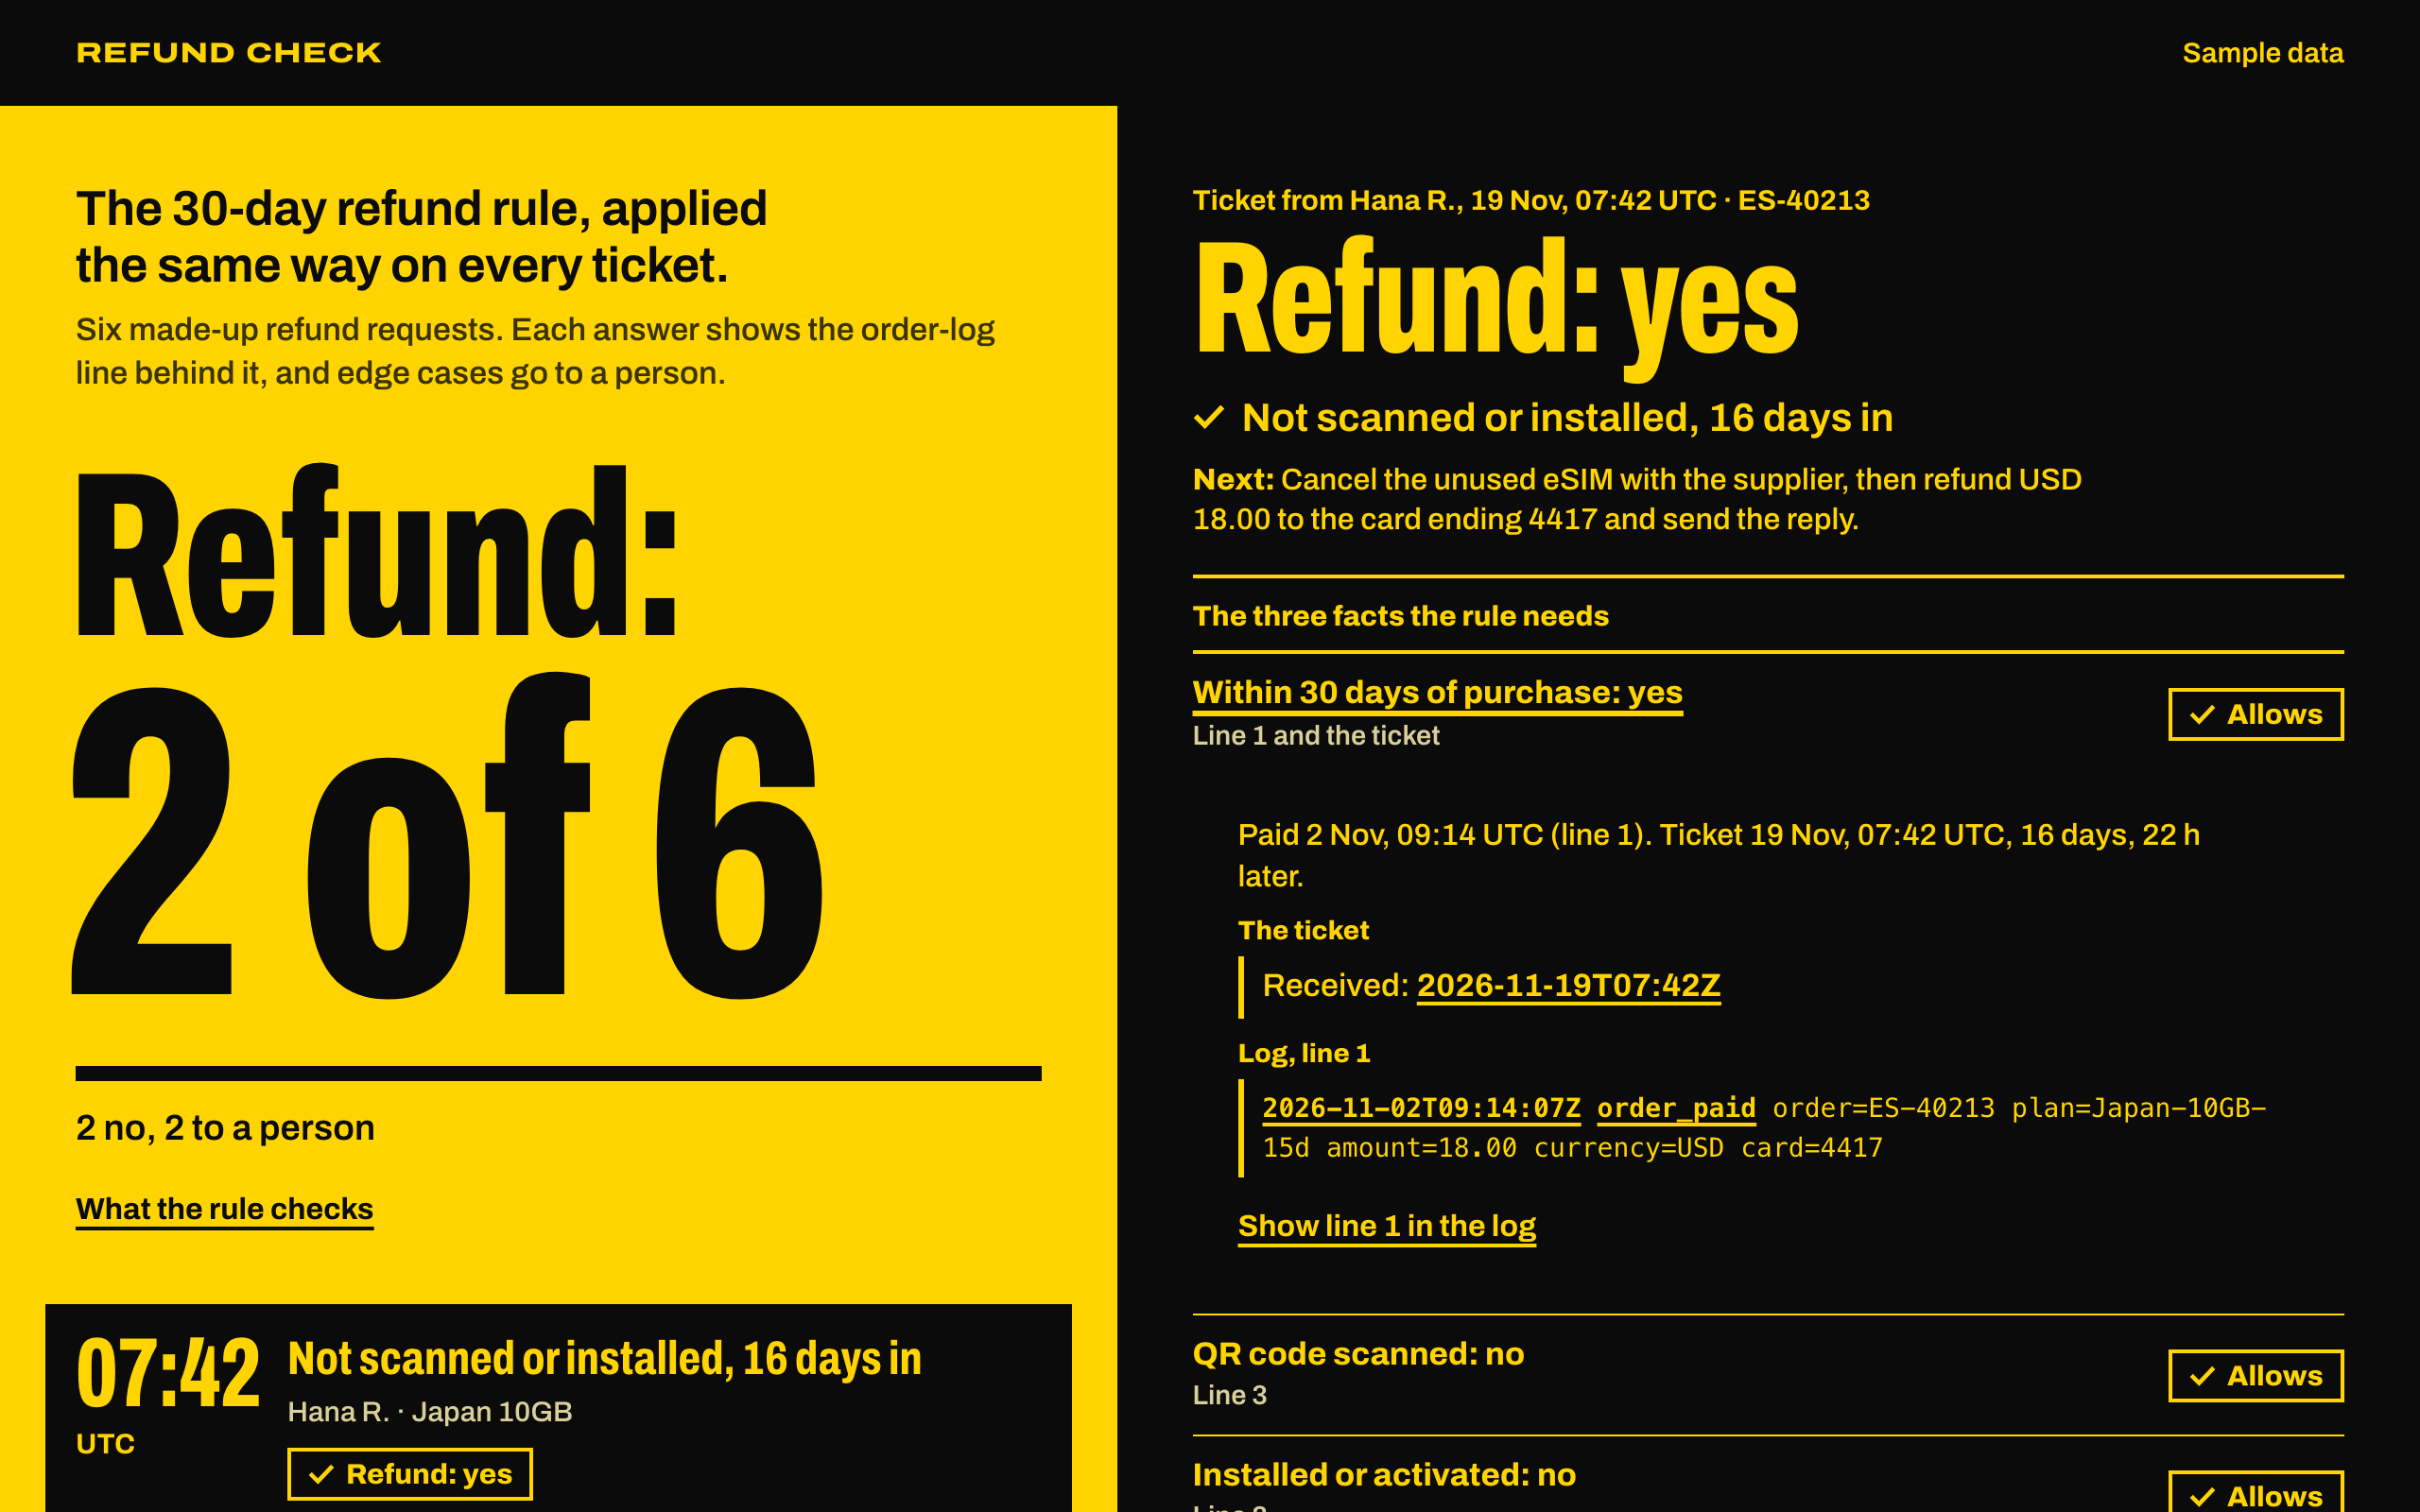 REFUND CHECK
Sample data
The 30-day refund rule, applied
the same way on every ticket.
Six made-up refund requests. Each answer shows the order-log
line behind it, and edge cases go to a person.
Refund:
2 of 6
2 no, 2 to a person
What the rule checks
07:42
UTC
Not scanned or installed, 16 days in
Hana R. · Japan 10GB
Refund: yes
Ticket from Hana R., 19 Nov, 07:42 UTC · ES-40213
Refund: yes
Not scanned or installed, 16 days in
Next: Cancel the unused eSIM with the supplier, then refund USD
18.00 to the card ending 4417 and send the reply.
The three facts the rule needs
Within 30 days of purchase: yes
Line 1 and the ticket
Allows
Paid 2 Nov, 09:14 UTC (line 1). Ticket 19 Nov, 07:42 UTC, 16 days, 22 h
later.
The ticket
Received: 2026-11-19T07:42Z
Log, line 1
2026-11-02T09:14:07Z order_paid order=ES-40213 plan=Japan-10GB-
15d amount=18.00 currency=USD card=4417
Show line 1 in the log
QR code scanned: no
Line 3
Allows
Installed or activated: no
Allows